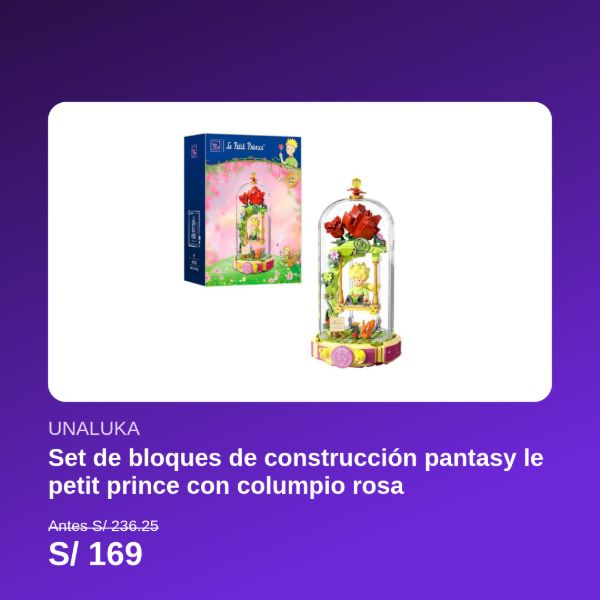 Le Petit Prince
UNALUKA
Set de bloques de construcción pantasy le
petit prince con columpio rosa
Antes S/ 236.25
S/ 169